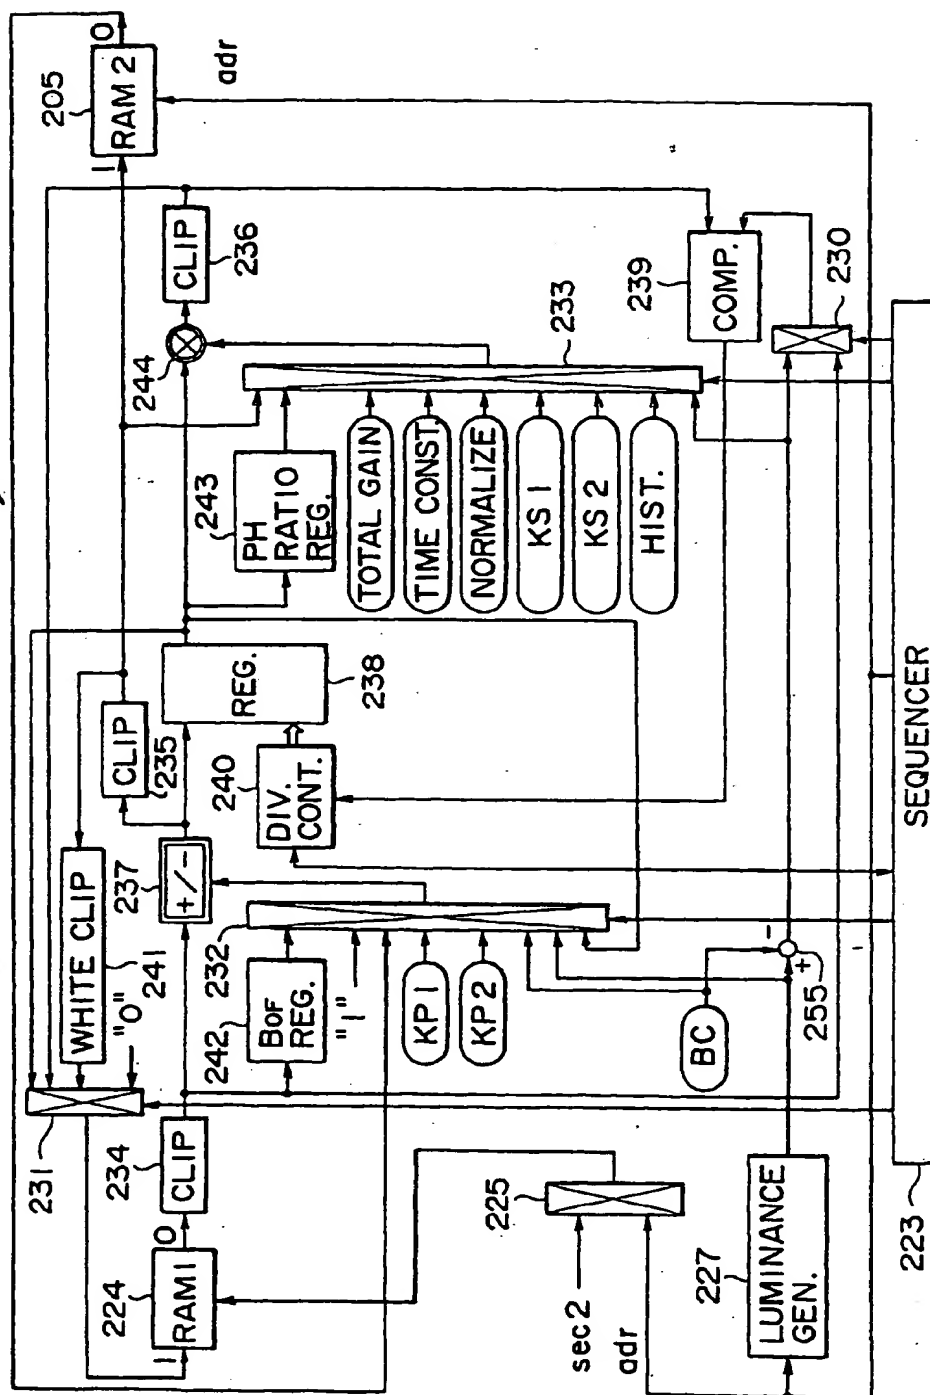 205
RAM 2
I
O
adr
236
CLIP
244
239
COMP.
230
233
243
PH
RATIO
REG.
TOTAL GAIN
TIME CONST.
NORMALIZE
KS 1
KS 2
HIST.
REG.
238
CLIP
235
240
DIV.
CONT.
237
+/-
WHITE CLIP
241
"0"
232
242
BOF
REG.
"1"
KP 1
KP 2
BC
-
+
255
231
234
CLIP
224
RAM 1
I
O
225
sec2
adr
227
LUMINANCE
GEN.
SEQUENCER
223